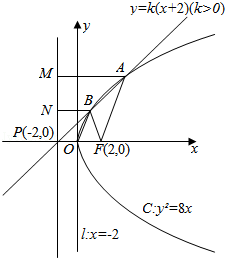 y
y=k(x+2)(k>0)
M
A
N
B
P(-2,0)
O
F(2,0)
x
C:y²=8x
l:x=-2